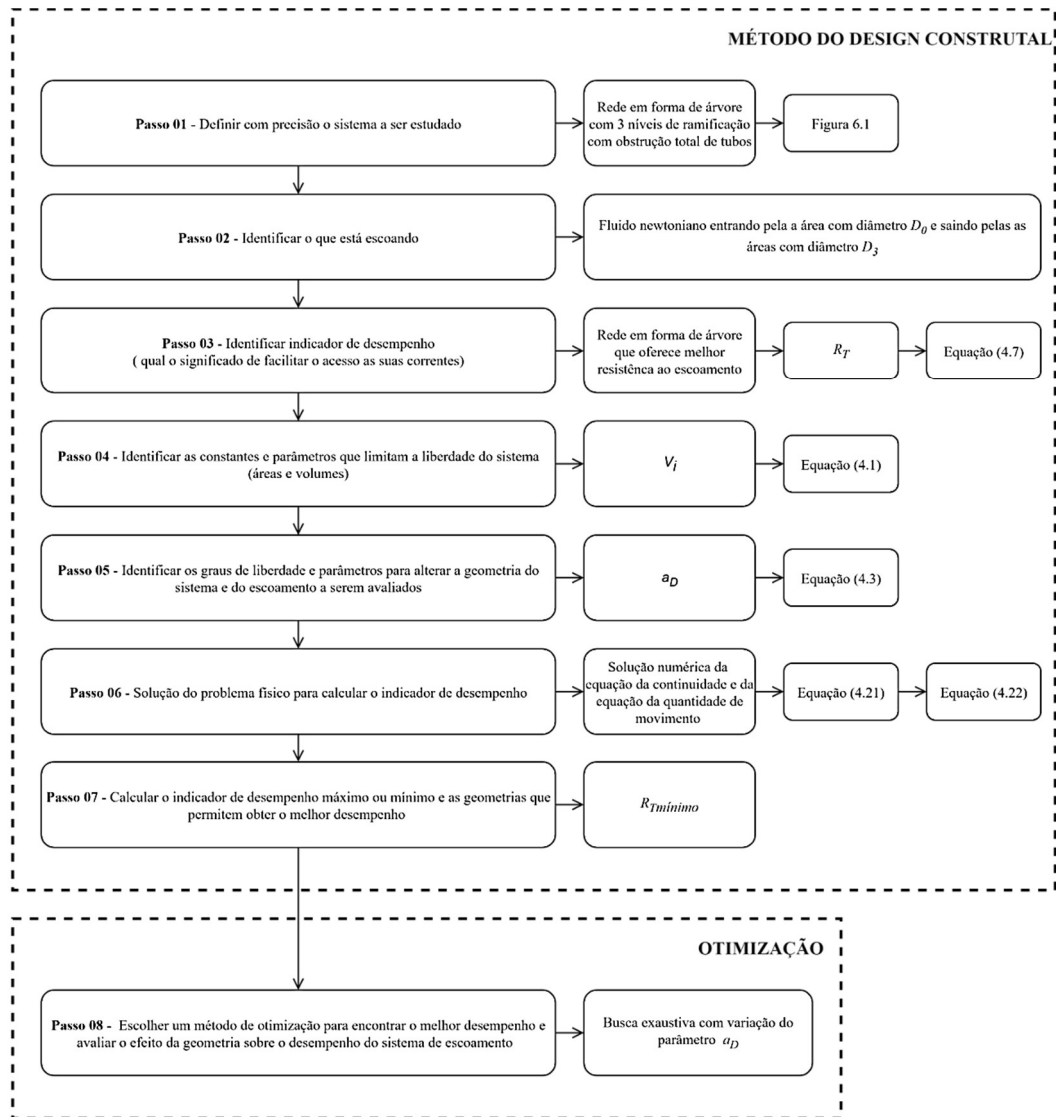 MÉTODO DO DESIGN CONSTRUTAL
Passo 01 - Definir com precisão o sistema a ser estudado
Rede em forma de árvore
com 3 níveis de ramificação
com obstrução total de tubos
Figura 6.1
Passo 02 - Identificar o que está escoando
Fluido newtoniano entrando pela a área com diâmetro D0 e saindo pelas as
áreas com diâmetro D3
Passo 03 - Identificar indicador de desempenho
( qual o significado de facilitar o acesso as suas correntes)
Rede em forma de árvore
que oferece melhor
resistênca ao escoamento
RT
Equação (4.7)
Passo 04 - Identificar as constantes e parâmetros que limitam a liberdade do sistema
(áreas e volumes)
Vi
Equação (4.1)
Passo 05 - Identificar os graus de liberdade e parâmetros para alterar a geometria do
sistema e do escoamento a serem avaliados
aD
Equação (4.3)
Passo 06 - Solução do problema físico para calcular o indicador de desempenho
Solução numérica da
equação da continuidade e da
equação da quantidade de
movimento
Equação (4.21)
Equação (4.22)
Passo 07 - Calcular o indicador de desempenho máximo ou mínimo e as geometrias que
permitem obter o melhor desempenho
RTmínimo
OTIMIZAÇÃO
Passo 08 - Escolher um método de otimização para encontrar o melhor desempenho e
avaliar o efeito da geometria sobre o desempenho do sistema de escoamento
Busca exaustiva com variação do
parâmetro aD